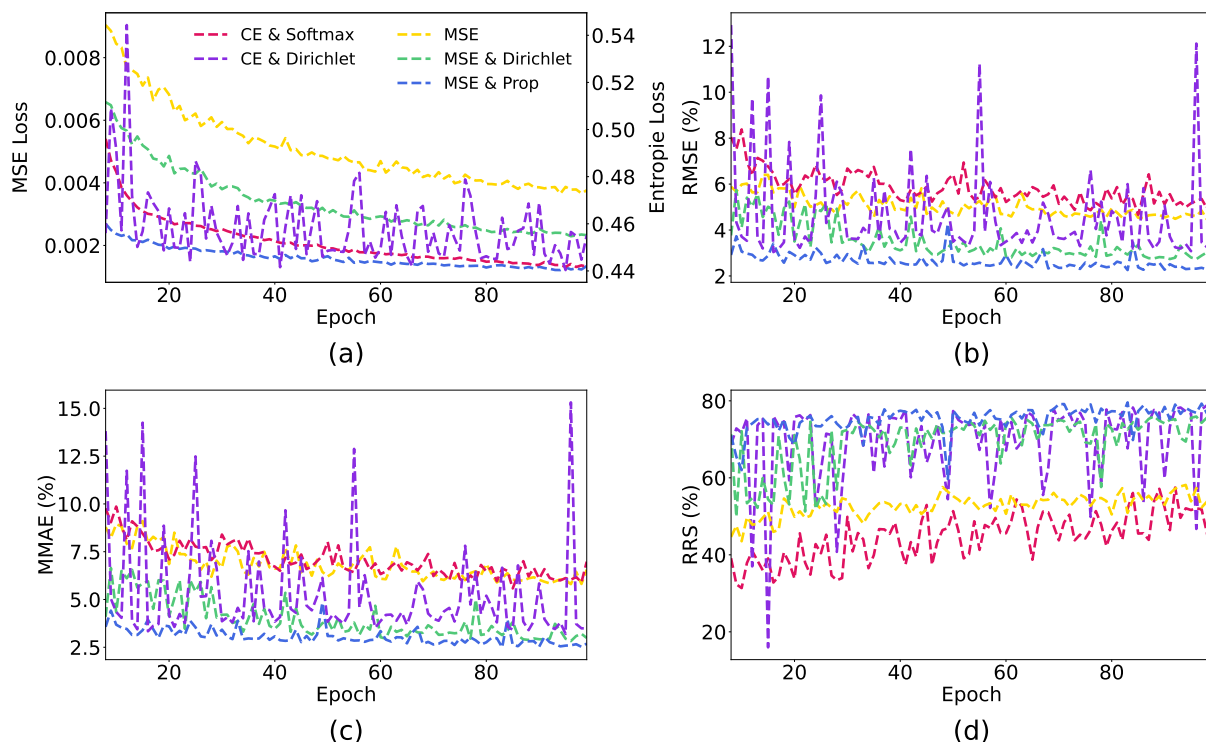 CE & Softmax
CE & Dirichlet
MSE
MSE & Dirichlet
MSE & Prop
MSE Loss
0.008
0.006
0.004
0.002
Entropie Loss
0.54
0.52
0.50
0.48
0.46
0.44
20 40 60 80
Epoch
(a)
RMSE (%)
12
10
8
6
4
2
20 40 60 80
Epoch
(b)
MMAE (%)
15.0
12.5
10.0
7.5
5.0
2.5
20 40 60 80
Epoch
(c)
RRS (%)
80
60
40
20
20 40 60 80
Epoch
(d)